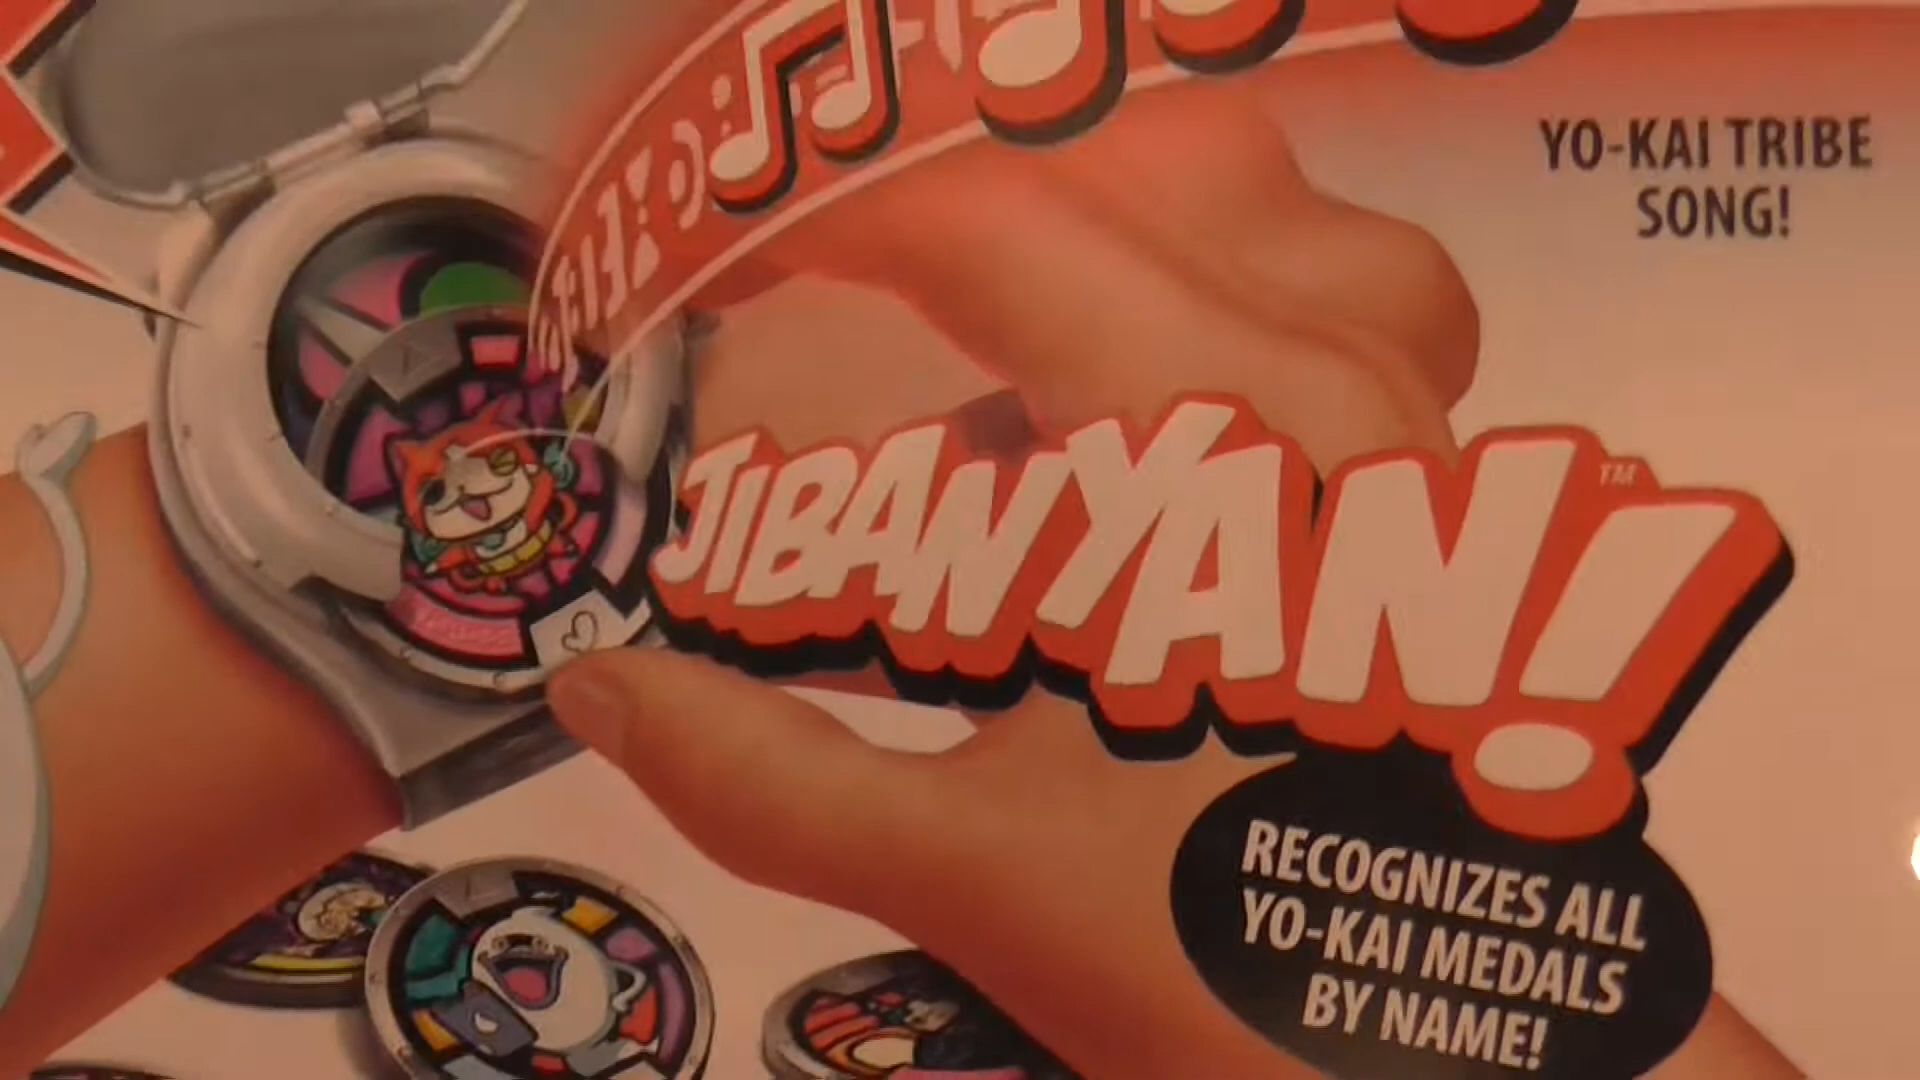 YO-KAI TRIBE
SONG!
JIBANYAN!™
RECOGNIZES ALL
YO-KAI MEDALS
BY NAME!